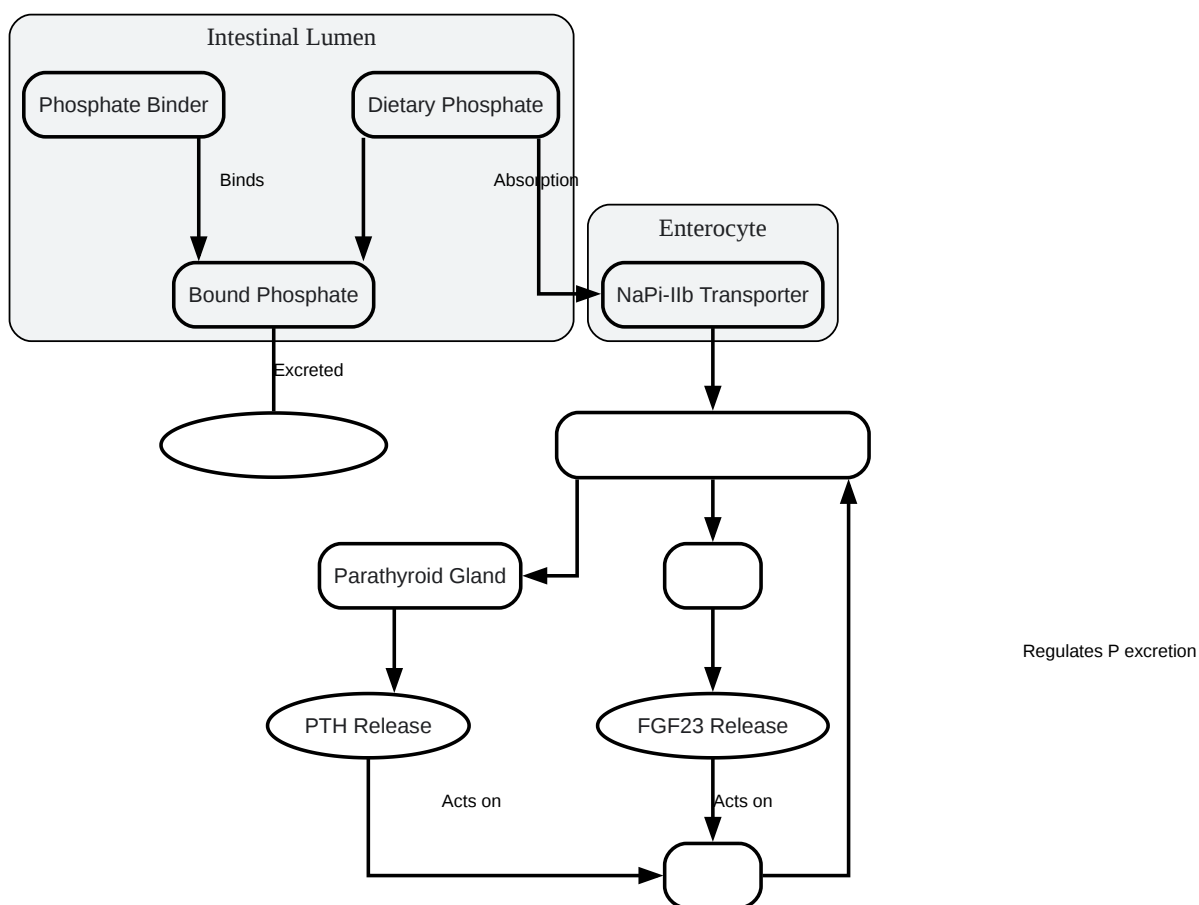 Intestinal Lumen
Phosphate Binder
Dietary Phosphate
Binds
Absorption
Enterocyte
Bound Phosphate
NaPi-IIb Transporter
Excreted
Parathyroid Gland
Regulates P excretion
PTH Release
FGF23 Release
Acts on
Acts on